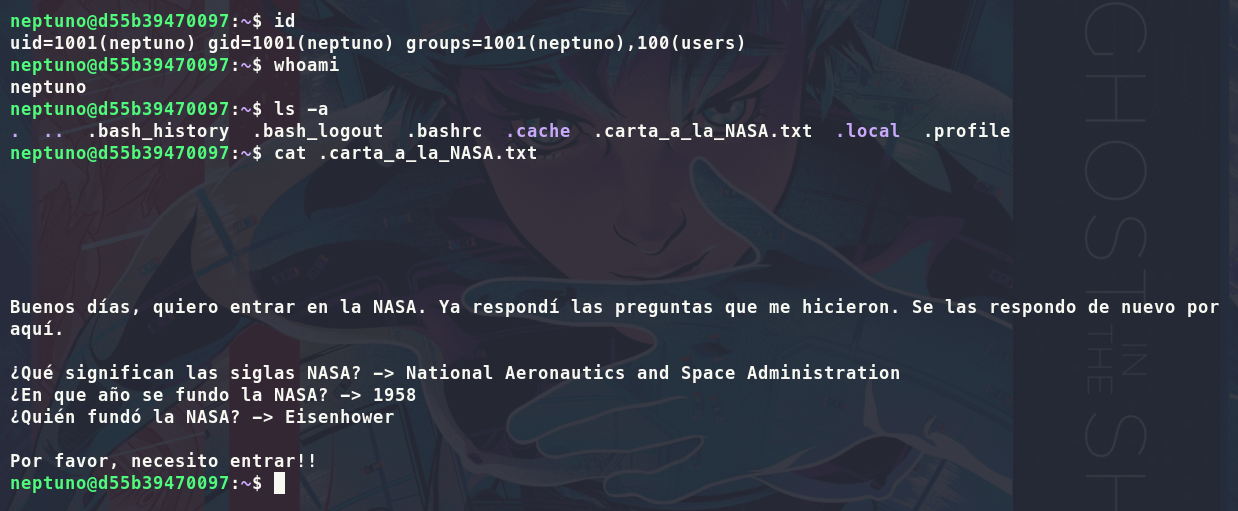 neptuno@d55b39470097:~$ id
uid=1001(neptuno) gid=1001(neptuno) groups=1001(neptuno),100(users)
neptuno@d55b39470097:~$ whoami
neptuno
neptuno@d55b39470097:~$ ls -a
.  ..  .bash_history  .bash_logout  .bashrc  .cache  .carta_a_la_NASA.txt  .local  .profile
neptuno@d55b39470097:~$ cat .carta_a_la_NASA.txt
Buenos días, quiero entrar en la NASA. Ya respondí las preguntas que me hicieron. Se las respondo de nuevo por
aquí.
¿Qué significan las siglas NASA? -> National Aeronautics and Space Administration
¿En que año se fundo la NASA? -> 1958
¿Quién fundó la NASA? -> Eisenhower
Por favor, necesito entrar!!
neptuno@d55b39470097:~$
GHOST IN THE SH